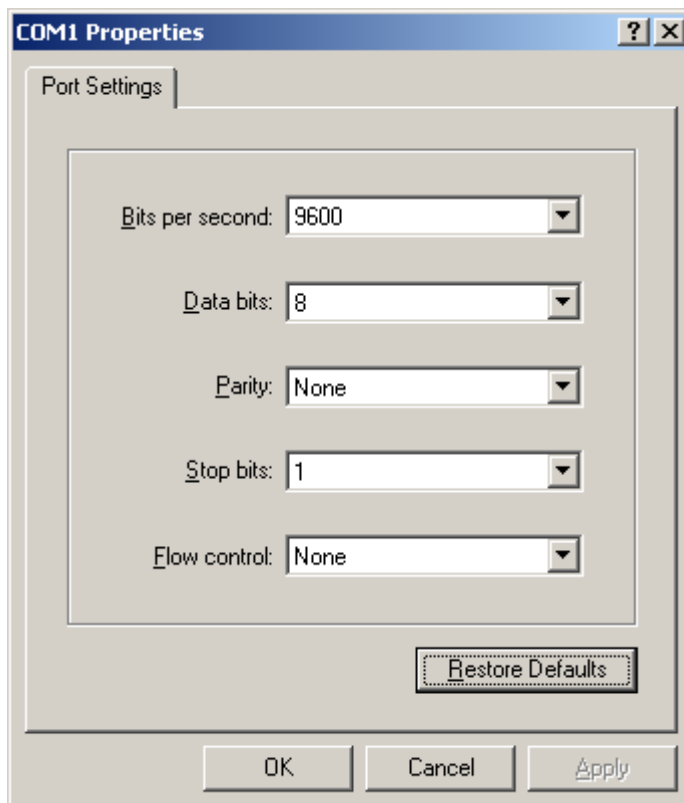 COM1 Properties
Port Settings
Bits per second: 9600
Data bits: 8
Parity: None
Stop bits: 1
Flow control: None
Restore Defaults
OK Cancel Apply